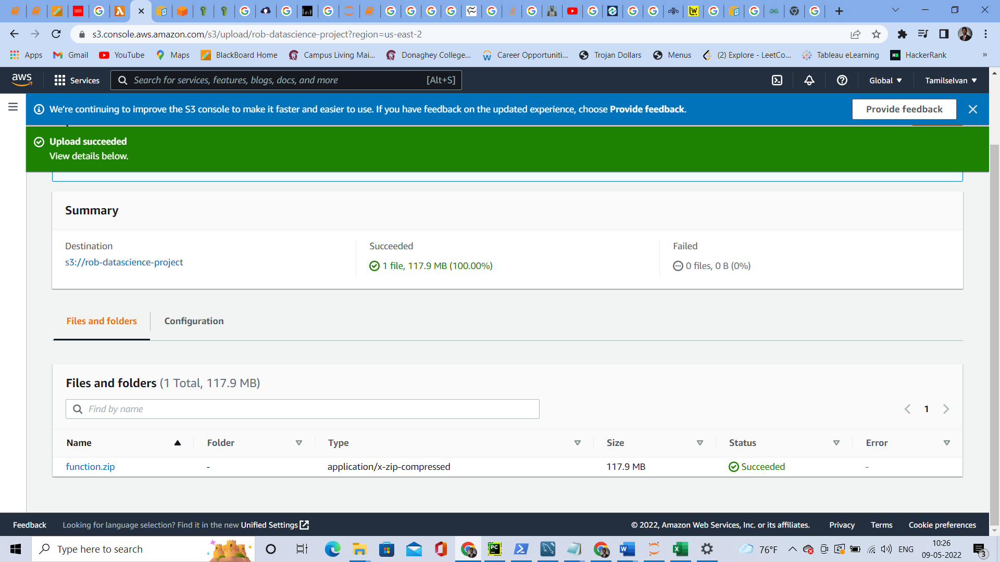 s3.console.aws.amazon.com/s3/upload/rob-datascience-project?region=us-east-2
Apps
Gmail
YouTube
Maps
BlackBoard Home
Campus Living Mai...
Donaghey College...
Career Opportuniti...
Trojan Dollars
Menus
(2) Explore - LeetCo...
Tableau eLearning
HackerRank
»
aws
Services
Search for services, features, blogs, docs, and more
[Alt+S]
Global
Tamilselvan
We're continuing to improve the S3 console to make it faster and easier to use. If you have feedback on the updated experience, choose Provide feedback.
Provide feedback
Upload succeeded
View details below.
Summary
Destination
s3://rob-datascience-project
Succeeded
1 file, 117.9 MB (100.00%)
Failed
0 files, 0 B (0%)
Files and folders
Configuration
Files and folders (1 Total, 117.9 MB)
Find by name
1
Name
Folder
Type
Size
Status
Error
function.zip
-
application/x-zip-compressed
117.9 MB
Succeeded
-
Feedback
Looking for language selection? Find it in the new Unified Settings
© 2022, Amazon Web Services, Inc. or its affiliates.
Privacy
Terms
Cookie preferences
Type here to search
76°F
ENG
10:26
09-05-2022
3